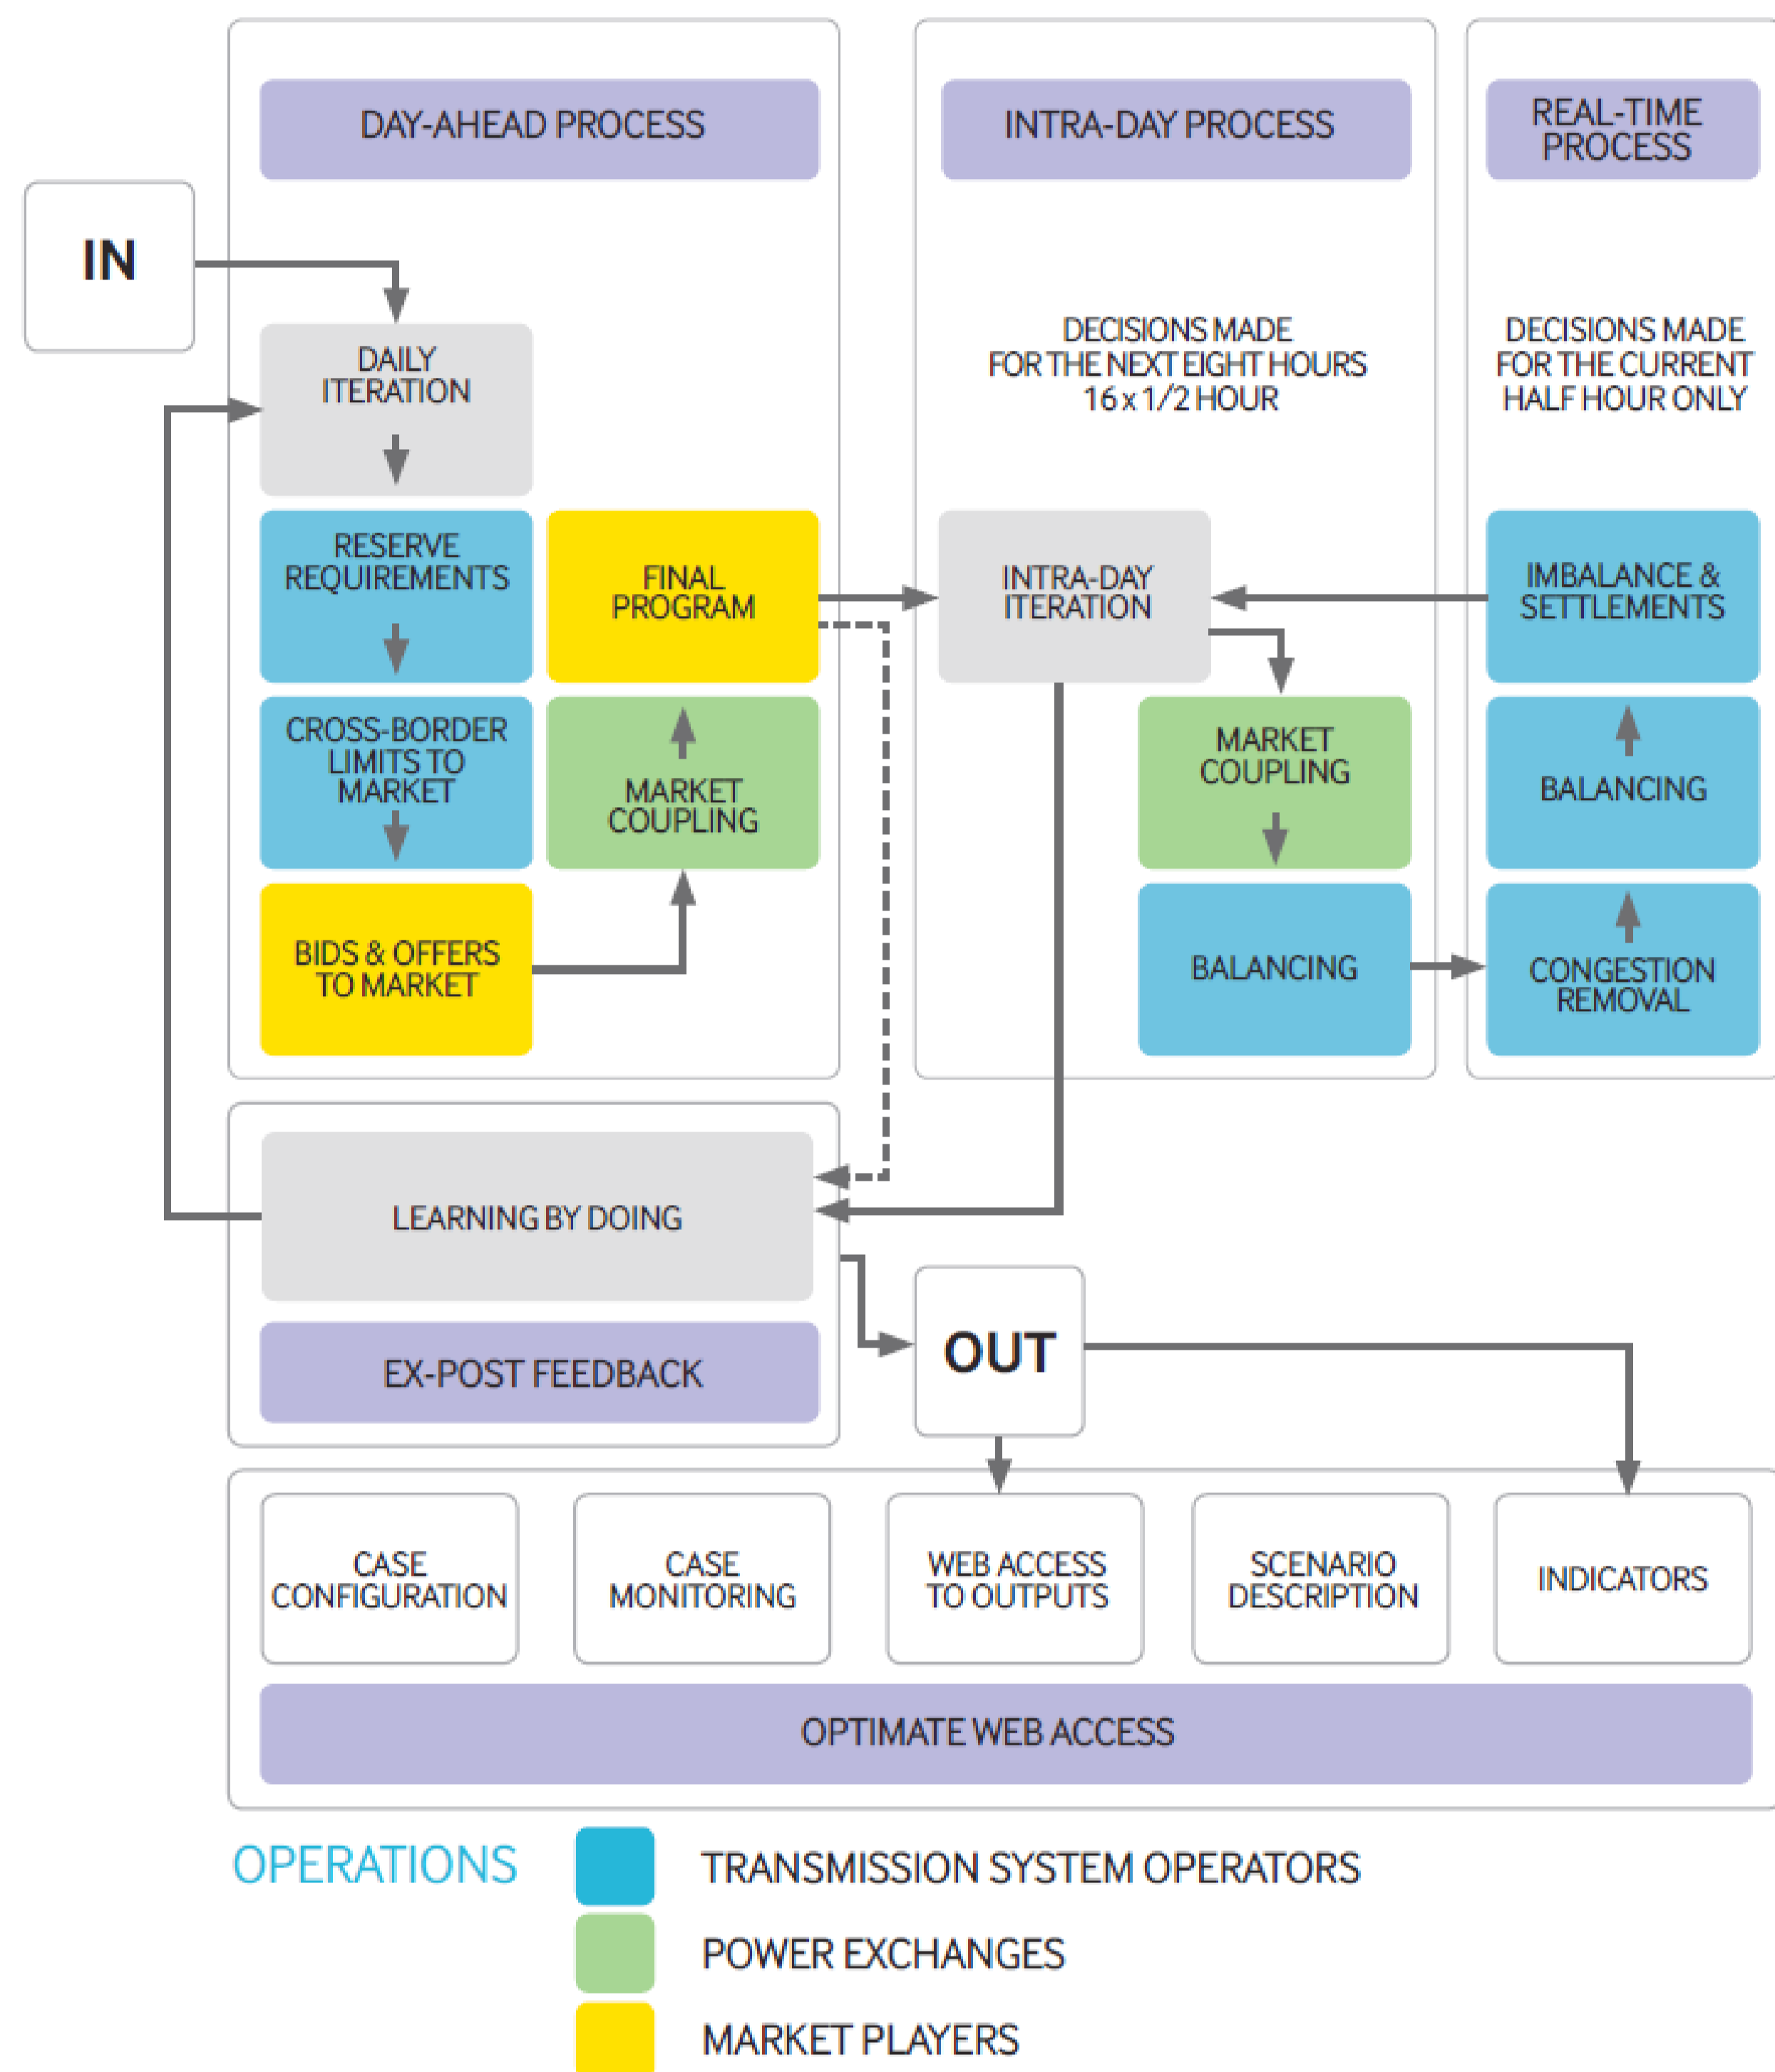 DAY-AHEAD PROCESS
INTRA-DAY PROCESS
REAL-TIME
PROCESS
IN
DAILY
ITERATION
DECISIONS MADE
FOR THE NEXT EIGHT HOURS
16 x 1/2 HOUR
DECISIONS MADE
FOR THE CURRENT
HALF HOUR ONLY
RESERVE
REQUIREMENTS
FINAL
PROGRAM
INTRA-DAY
ITERATION
IMBALANCE &
SETTLEMENTS
CROSS-BORDER
LIMITS TO
MARKET
MARKET
COUPLING
MARKET
COUPLING
BALANCING
BIDS & OFFERS
TO MARKET
BALANCING
CONGESTION
REMOVAL
LEARNING BY DOING
EX-POST FEEDBACK
OUT
CASE
CONFIGURATION
CASE
MONITORING
WEB ACCESS
TO OUTPUTS
SCENARIO
DESCRIPTION
INDICATORS
OPTIMATE WEB ACCESS
OPERATIONS
TRANSMISSION SYSTEM OPERATORS
POWER EXCHANGES
MARKET PLAYERS